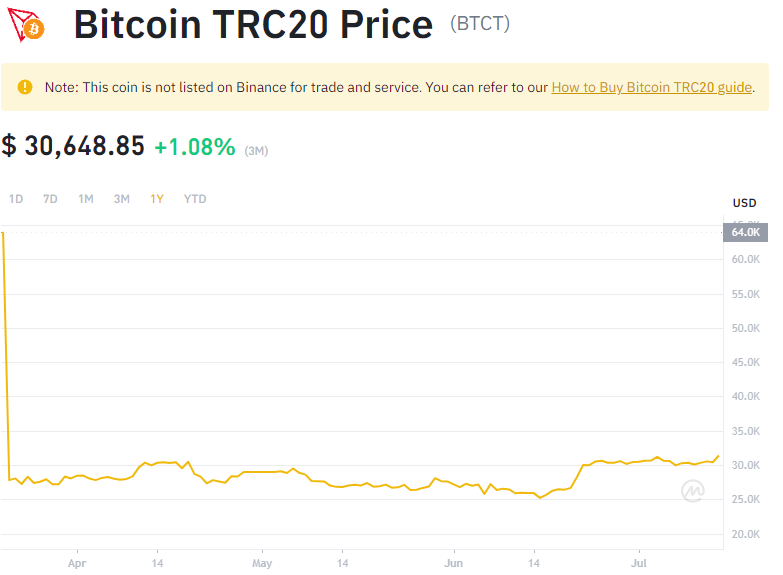 Bitcoin TRC20 Price (BTCT)
Note: This coin is not listed on Binance for trade and service. You can refer to our How to Buy Bitcoin TRC20 guide.
$ 30,648.85 +1.08% (3M)
1D 7D 1M 3M 1Y YTD
USD
64.0K
60.0K
55.0K
50.0K
45.0K
40.0K
35.0K
30.0K
25.0K
20.0K
Apr 14 May 14 Jun 14 Jul